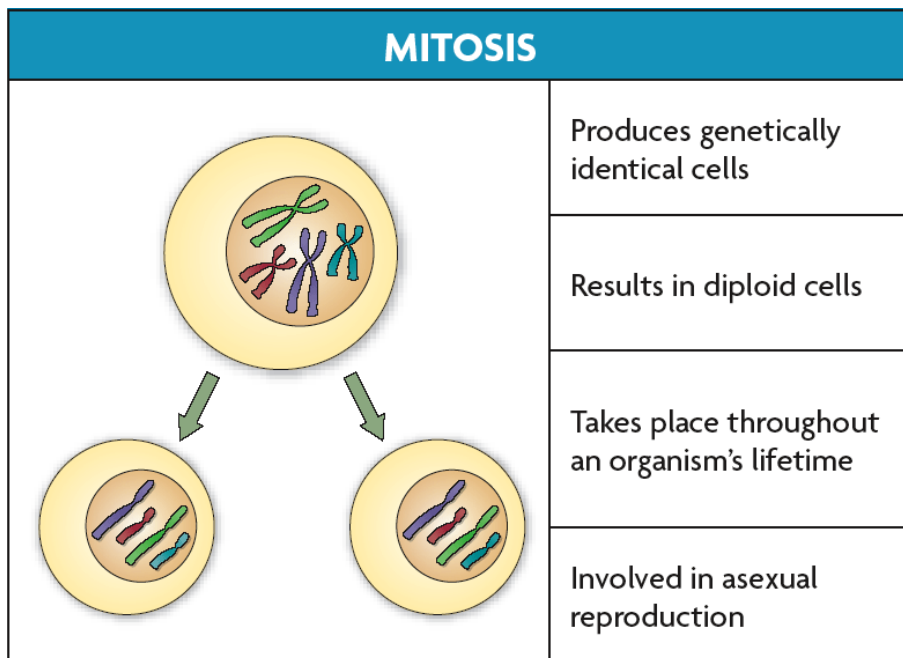 MITOSIS
Produces genetically
identical cells
Results in diploid cells
Takes place throughout
an organism’s lifetime
Involved in asexual
reproduction